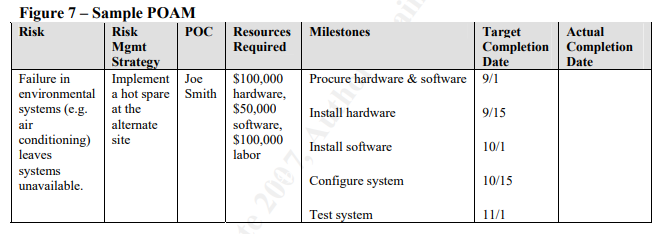 Figure 7 – Sample POAM
Risk Risk Mgmt Strategy POC Resources Required Milestones Target Completion Date Actual Completion Date
Failure in environmental systems (e.g. air conditioning) leaves systems unavailable.
Implement a hot spare at the alternate site
Joe Smith
$100,000 hardware, $50,000 software, $100,000 labor
Procure hardware & software 9/1
Install hardware 9/15
Install software 10/1
Configure system 10/15
Test system 11/1
2007,